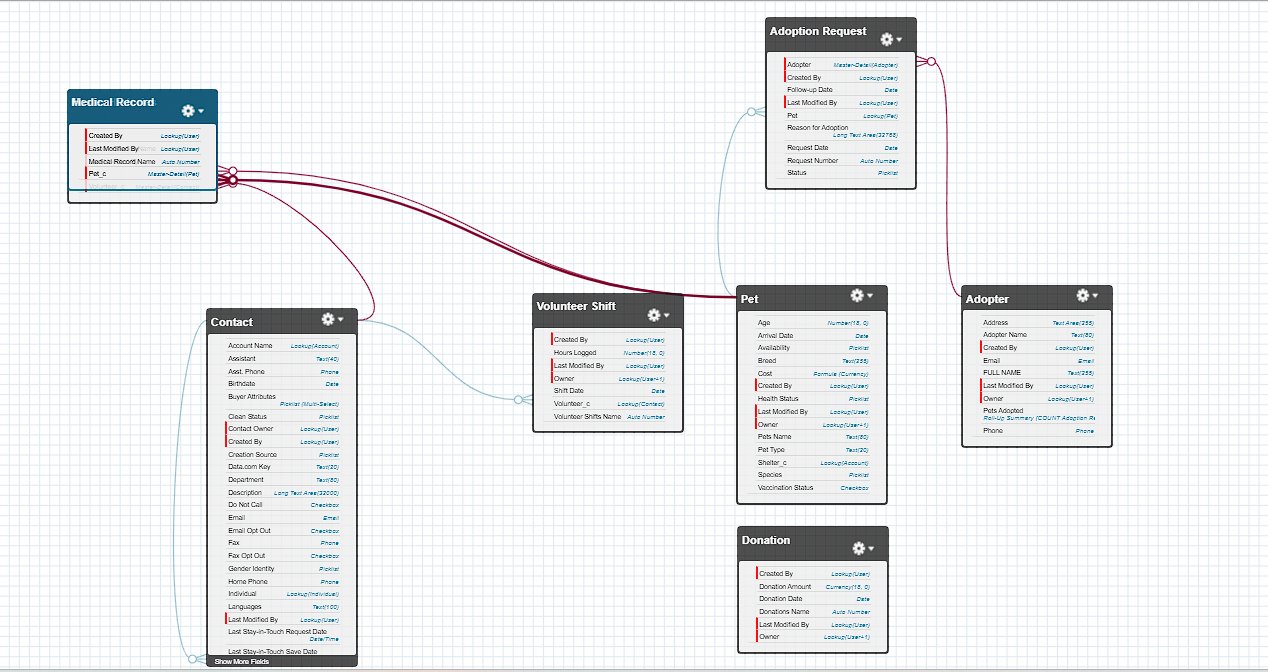 Adoption Request
Adopter Master-Detail(Adopter)
Created By Lookup(User)
Follow-up Date Date
Last Modified By Lookup(User)
Pet Lookup(Pet)
Reason for Adoption
Long Text Area(32768)
Request Date Date
Request Number Auto Number
Status Picklist
Medical Record
Created By Lookup(User)
Last Modified By Lookup(User)
Medical Record Name Auto Number
Pet_c Master-Detail(Pet)
Contact
Account Name Lookup(Account)
Assistant Text(40)
Asst. Phone Phone
Birthdate Date
Buyer Attributes
Picklist (Multi-Select)
Clean Status Picklist
Contact Owner Lookup(User)
Created By Lookup(User)
Creation Source Picklist
Data.com Key Text(20)
Department Text(80)
Description Long Text Area(32000)
Do Not Call Checkbox
Email Email
Email Opt Out Checkbox
Fax Phone
Fax Opt Out Checkbox
Gender Identity Picklist
Home Phone Phone
Individual Lookup(Individual)
Languages Text(100)
Last Modified By Lookup(User)
Last Stay-in-Touch Request Date
Date/Time
Last Stay-in-Touch Save Date
Show More Fields
Volunteer Shift
Created By Lookup(User)
Hours Logged Number(18, 0)
Last Modified By Lookup(User)
Owner Lookup(User+1)
Shift Date Date
Volunteer_c Lookup(Contact)
Volunteer Shifts Name Auto Number
Pet
Age Number(18, 0)
Arrival Date Date
Availability Picklist
Breed Text(255)
Cost Formula (Currency)
Created By Lookup(User)
Health Status Picklist
Last Modified By Lookup(User)
Owner Lookup(User+1)
Pets Name Text(80)
Pet Type Text(20)
Shelter_c Lookup(Account)
Species Picklist
Vaccination Status Checkbox
Adopter
Address Text Area(255)
Adopter Name Text(80)
Created By Lookup(User)
Email Email
FULL NAME Text(255)
Last Modified By Lookup(User)
Owner Lookup(User+1)
Pets Adopted
Roll-Up Summary (COUNT Adoption Re
Phone Phone
Donation
Created By Lookup(User)
Donation Amount Currency(18, 0)
Donation Date Date
Donations Name Auto Number
Last Modified By Lookup(User)
Owner Lookup(User+1)